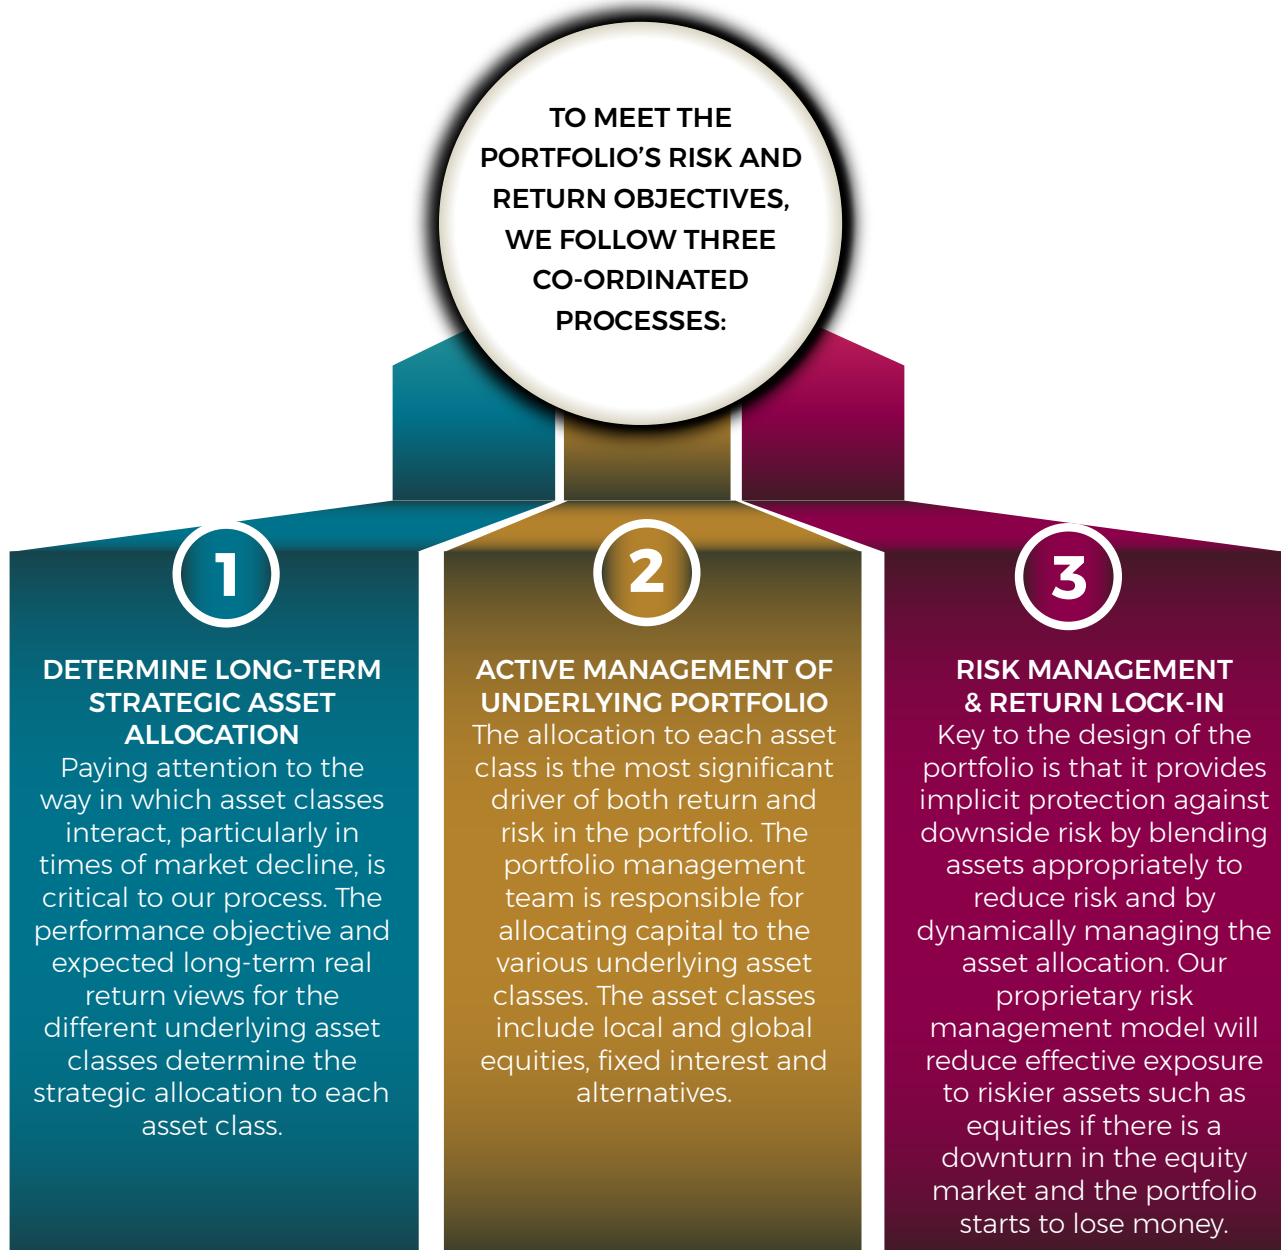 TO MEET THE
PORTFOLIO’S RISK AND
RETURN OBJECTIVES,
WE FOLLOW THREE
CO-ORDINATED
PROCESSES:
1
DETERMINE LONG-TERM
STRATEGIC ASSET
ALLOCATION
Paying attention to the
way in which asset classes
interact, particularly in
times of market decline, is
critical to our process. The
performance objective and
expected long-term real
return views for the
different underlying asset
classes determine the
strategic allocation to each
asset class.
2
ACTIVE MANAGEMENT OF
UNDERLYING PORTFOLIO
The allocation to each asset
class is the most significant
driver of both return and
risk in the portfolio. The
portfolio management
team is responsible for
allocating capital to the
various underlying asset
classes. The asset classes
include local and global
equities, fixed interest and
alternatives.
3
RISK MANAGEMENT
& RETURN LOCK-IN
Key to the design of the
portfolio is that it provides
implicit protection against
downside risk by blending
assets appropriately to
reduce risk and by
dynamically managing the
asset allocation. Our
proprietary risk
management model will
reduce effective exposure
to riskier assets such as
equities if there is a
downturn in the equity
market and the portfolio
starts to lose money.